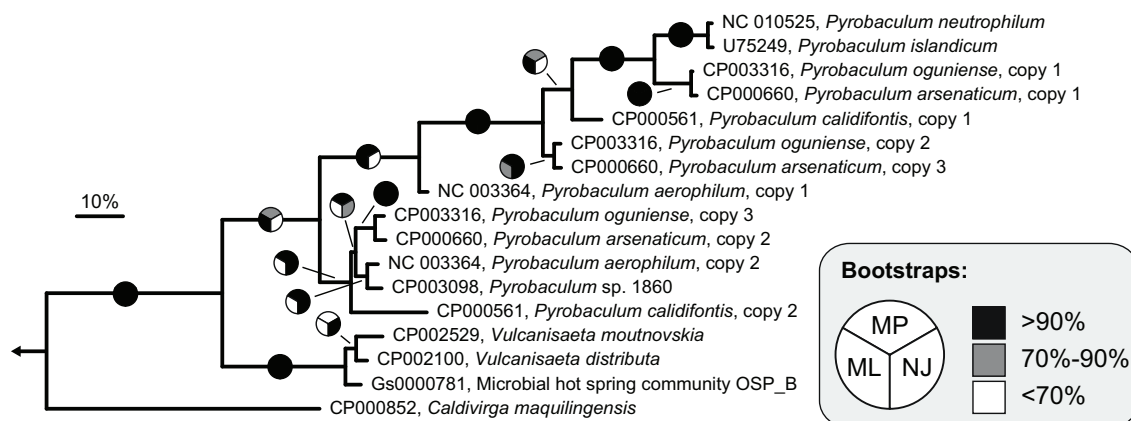 NC 010525, Pyrobaculum neutrophilum
U75249, Pyrobaculum islandicum
CP003316, Pyrobaculum oguniense, copy 1
CP000660, Pyrobaculum arsenaticum, copy 1
CP000561, Pyrobaculum calidifontis, copy 1
CP003316, Pyrobaculum oguniense, copy 2
CP000660, Pyrobaculum arsenaticum, copy 3
NC 003364, Pyrobaculum aerophilum, copy 1
10%
CP003316, Pyrobaculum oguniense, copy 3
CP000660, Pyrobaculum arsenaticum, copy 2
NC 003364, Pyrobaculum aerophilum, copy 2
CP003098, Pyrobaculum sp. 1860
CP000561, Pyrobaculum calidifontis, copy 2
CP002529, Vulcanisaeta moutnovskia
CP002100, Vulcanisaeta distributa
Gs0000781, Microbial hot spring community OSP_B
CP000852, Caldivirga maquilingensis
Bootstraps:
MP
ML NJ
>90%
70%-90%
<70%